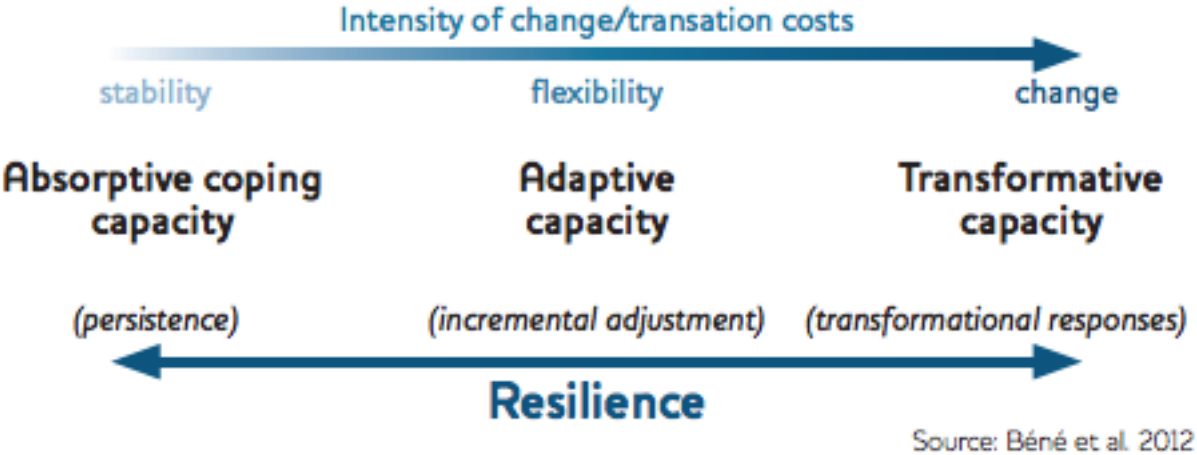 Intensity of change/transation costs
stability flexibility change
Absorptive coping capacity
Adaptive capacity
Transformative capacity
(persistence) (incremental adjustment) (transformational responses)
Resilience
Source: Béné et al. 2012